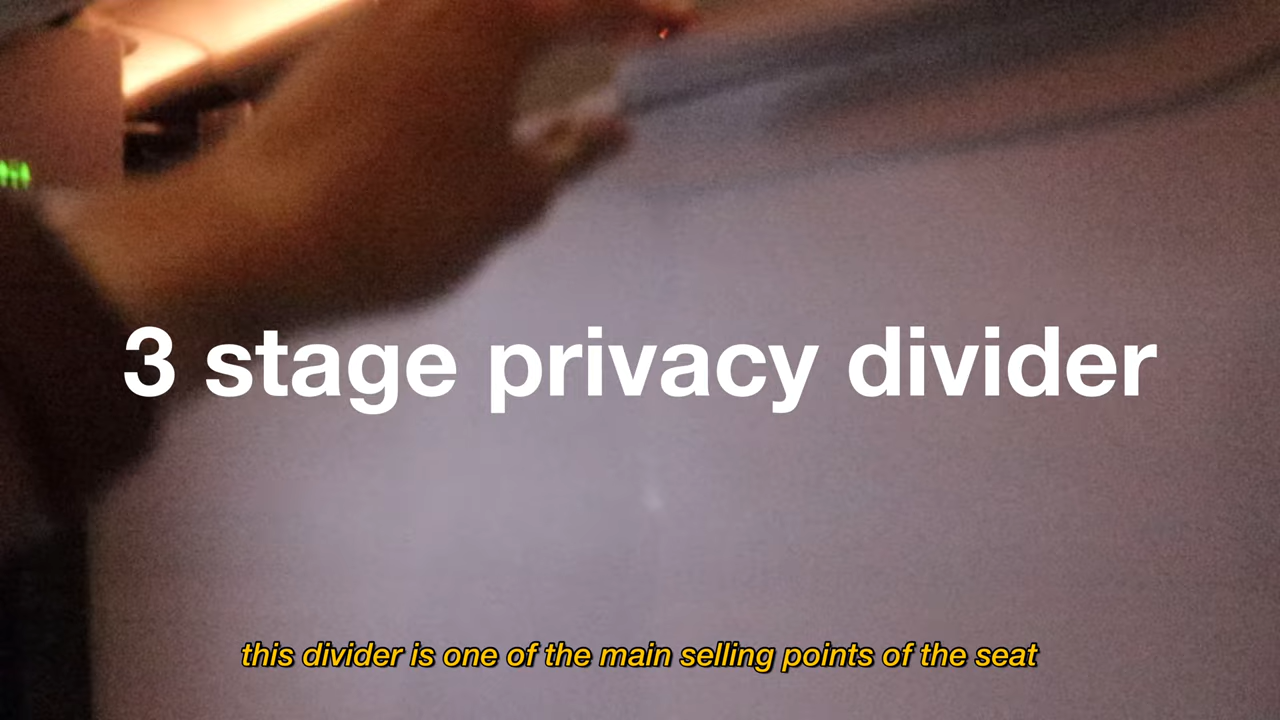 3 stage privacy divider
this divider is one of the main selling points of the seat